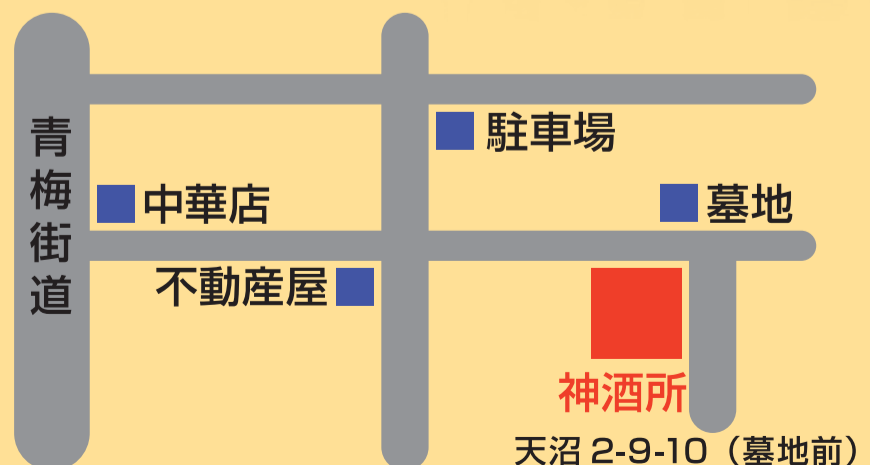 青梅街道
駐車場
中華店
墓地
不動産屋
神酒所
天沼 2-9-10（墓地前）